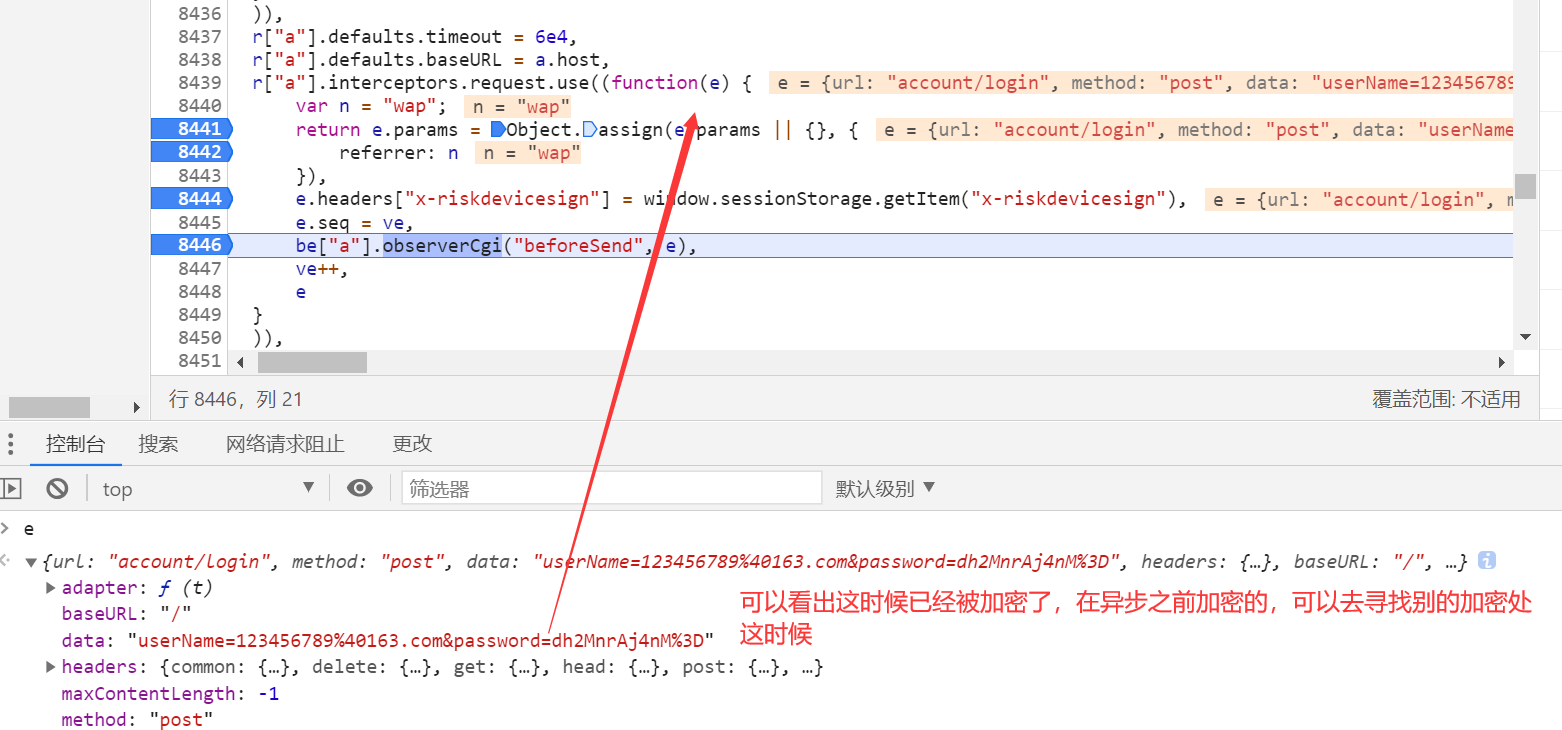 8436 )),
8437 r["a"].defaults.timeout = 6e4,
8438 r["a"].defaults.baseURL = a.host,
8439 r["a"].interceptors.request.use((function(e) { e = {url: "account/login", method: "post", data: "userName=123456789
8440 var n = "wap"; n = "wap"
8441 return e.params = Object.assign(e.params || {}, { e = {url: "account/login", method: "post", data: "userNam
8442 referrer: n n = "wap"
8443 }),
8444 e.headers["x-riskdevicesign"] = window.sessionStorage.getItem("x-riskdevicesign"), e = {url: "account/login", m
8445 e.seq = ve,
8446 be["a"].observerCgi("beforeSend", e),
8447 ve++,
8448 e
8449 }
8450 )),
8451
行 8446，列 21
覆盖范围: 不适用
控制台 搜索 网络请求阻止 更改
top 筛选器 默认级别
e
{url: "account/login", method: "post", data: "userName=123456789%40163.com&password=dh2MnrAj4nM%3D", headers: {…}, baseURL: "/", …}
adapter: ƒ (t)
baseURL: "/"
data: "userName=123456789%40163.com&password=dh2MnrAj4nM%3D"
headers: {common: {…}, delete: {…}, get: {…}, head: {…}, post: {…}, …}
maxContentLength: -1
method: "post"
可以看出这时候已经被加密了，在异步之前加密的，可以去寻找别的加密处
这时候